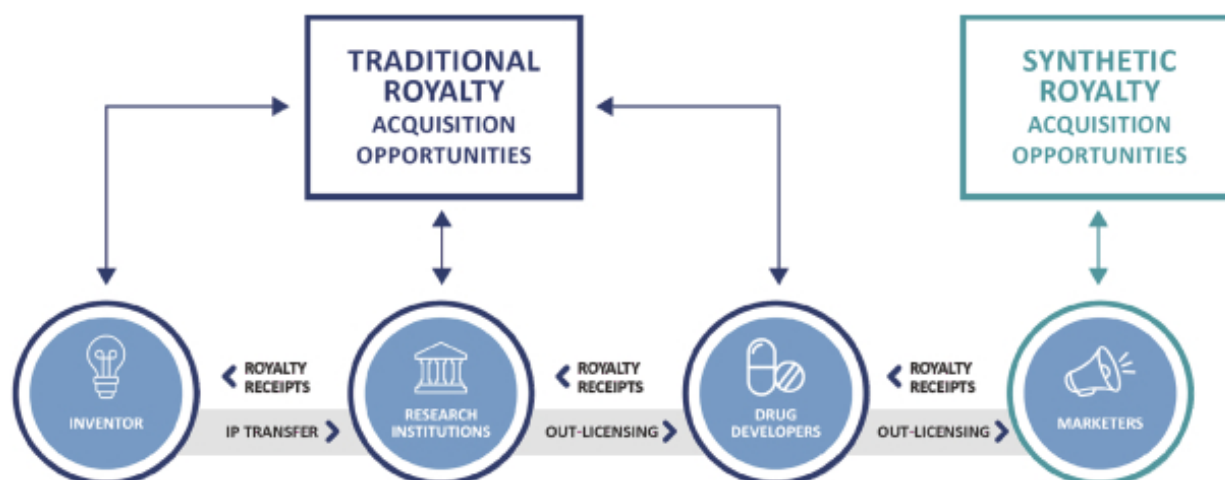 TRADITIONAL
ROYALTY
ACQUISITION
OPPORTUNITIES
SYNTHETIC
ROYALTY
ACQUISITION
OPPORTUNITIES
INVENTOR
ROYALTY
RECEIPTS
IP TRANSFER
RESEARCH
INSTITUTIONS
ROYALTY
RECEIPTS
OUT-LICENSING
DRUG
DEVELOPERS
ROYALTY
RECEIPTS
OUT-LICENSING
MARKETERS